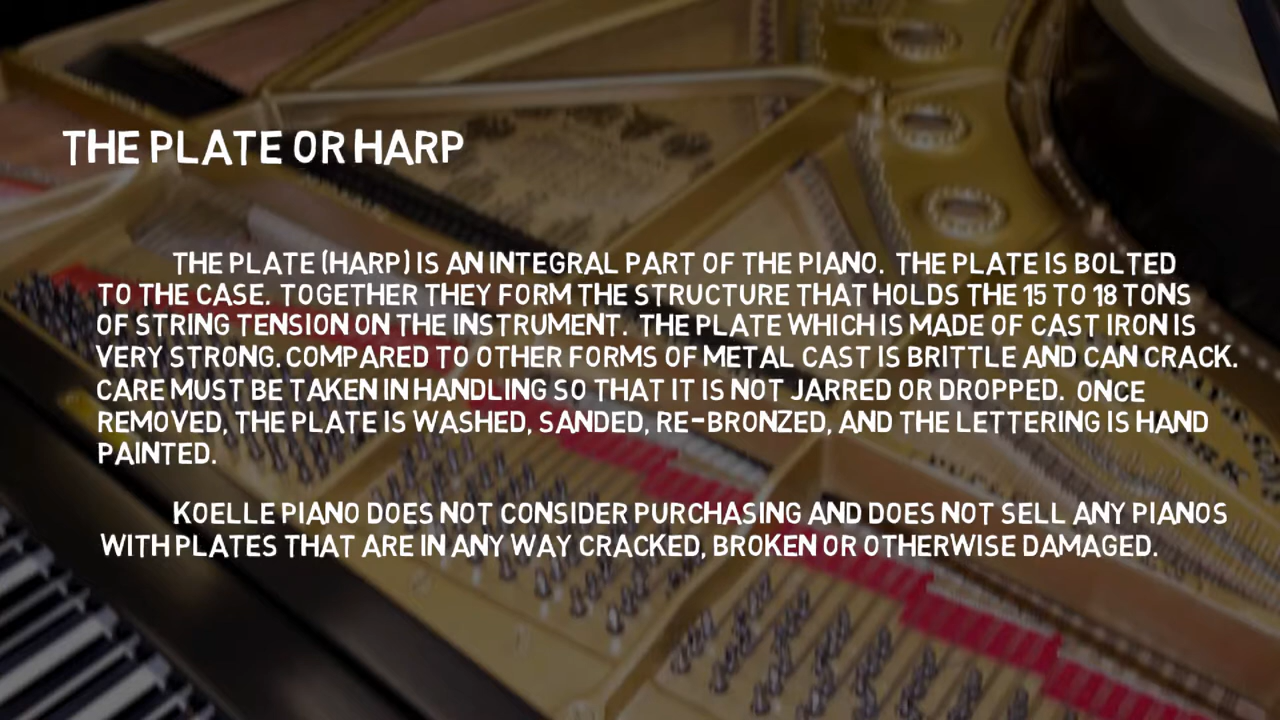 THE PLATE OR HARP
THE PLATE (HARP) IS AN INTEGRAL PART OF THE PIANO. THE PLATE IS BOLTED
TO THE CASE. TOGETHER THEY FORM THE STRUCTURE THAT HOLDS THE 15 TO 18 TONS
OF STRING TENSION ON THE INSTRUMENT. THE PLATE WHICH IS MADE OF CAST IRON IS
VERY STRONG. COMPARED TO OTHER FORMS OF METAL CAST IS BRITTLE AND CAN CRACK.
CARE MUST BE TAKEN IN HANDLING SO THAT IT IS NOT JARRED OR DROPPED. ONCE
REMOVED, THE PLATE IS WASHED, SANDED, RE-BRONZED, AND THE LETTERING IS HAND
PAINTED.
KOELLE PIANO DOES NOT CONSIDER PURCHASING AND DOES NOT SELL ANY PIANOS
WITH PLATES THAT ARE IN ANY WAY CRACKED, BROKEN OR OTHERWISE DAMAGED.